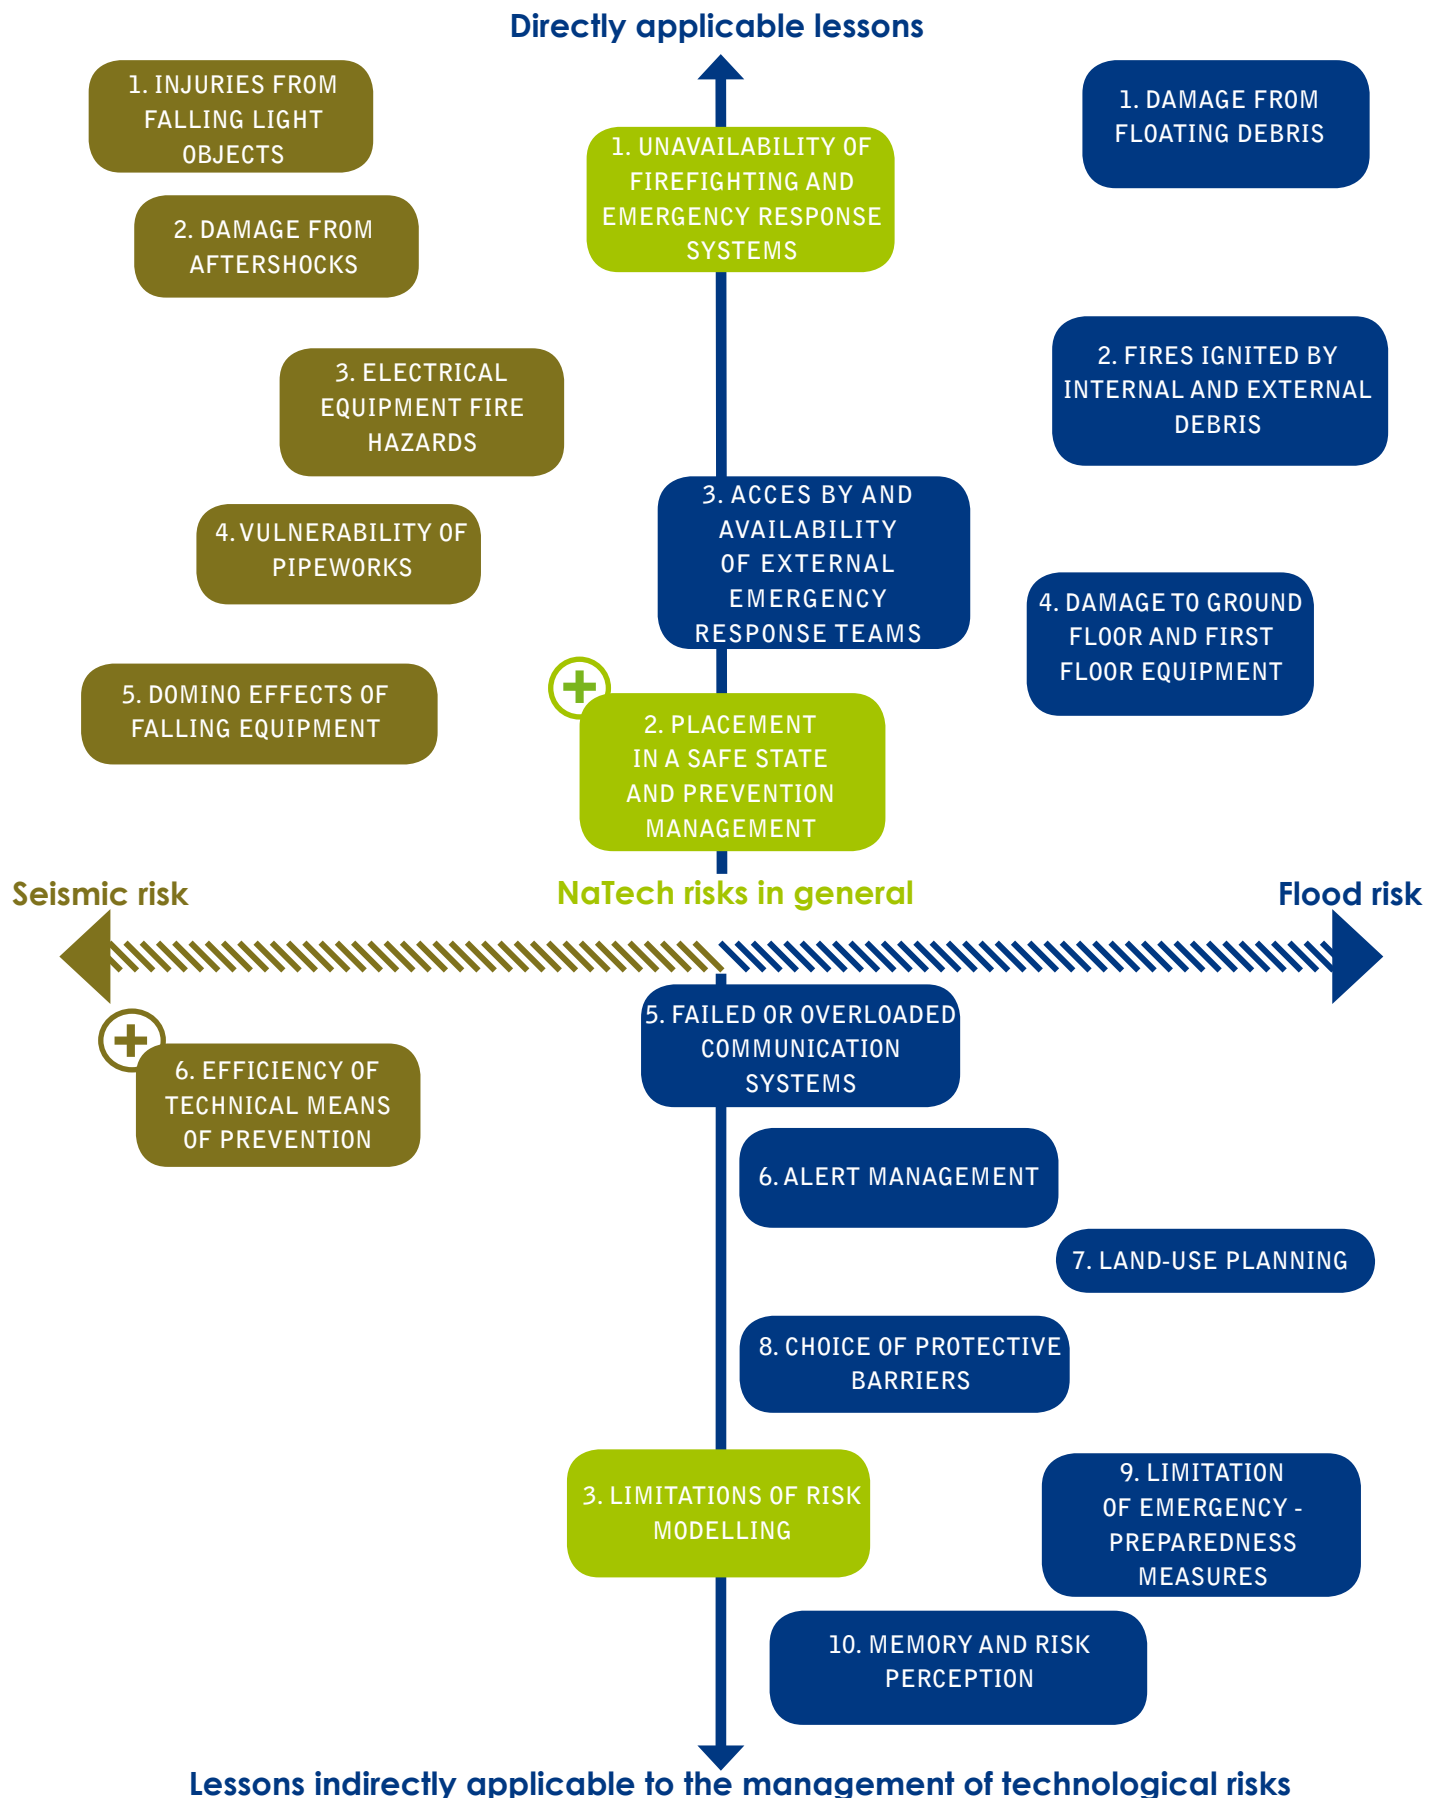 Directly applicable lessons
1. INJURIES FROM
FALLING LIGHT
OBJECTS
1. DAMAGE FROM
FLOATING DEBRIS
1. UNAVAILABILITY OF
FIREFIGHTING AND
EMERGENCY RESPONSE
SYSTEMS
2. DAMAGE FROM
AFTERSHOCKS
2. FIRES IGNITED BY
INTERNAL AND EXTERNAL
DEBRIS
3. ELECTRICAL
EQUIPMENT FIRE
HAZARDS
3. ACCES BY AND
AVAILABILITY
OF EXTERNAL
EMERGENCY
RESPONSE TEAMS
4. VULNERABILITY OF
PIPEWORKS
4. DAMAGE TO GROUND
FLOOR AND FIRST
FLOOR EQUIPMENT
5. DOMINO EFFECTS OF
FALLING EQUIPMENT
2. PLACEMENT
IN A SAFE STATE
AND PREVENTION
MANAGEMENT
Seismic risk
NaTech risks in general
Flood risk
5. FAILED OR OVERLOADED
COMMUNICATION
SYSTEMS
6. EFFICIENCY OF
TECHNICAL MEANS
OF PREVENTION
6. ALERT MANAGEMENT
7. LAND-USE PLANNING
8. CHOICE OF PROTECTIVE
BARRIERS
3. LIMITATIONS OF RISK
MODELLING
9. LIMITATION
OF EMERGENCY -
PREPAREDNESS
MEASURES
10. MEMORY AND RISK
PERCEPTION
Lessons indirectly applicable to the management of technological risks